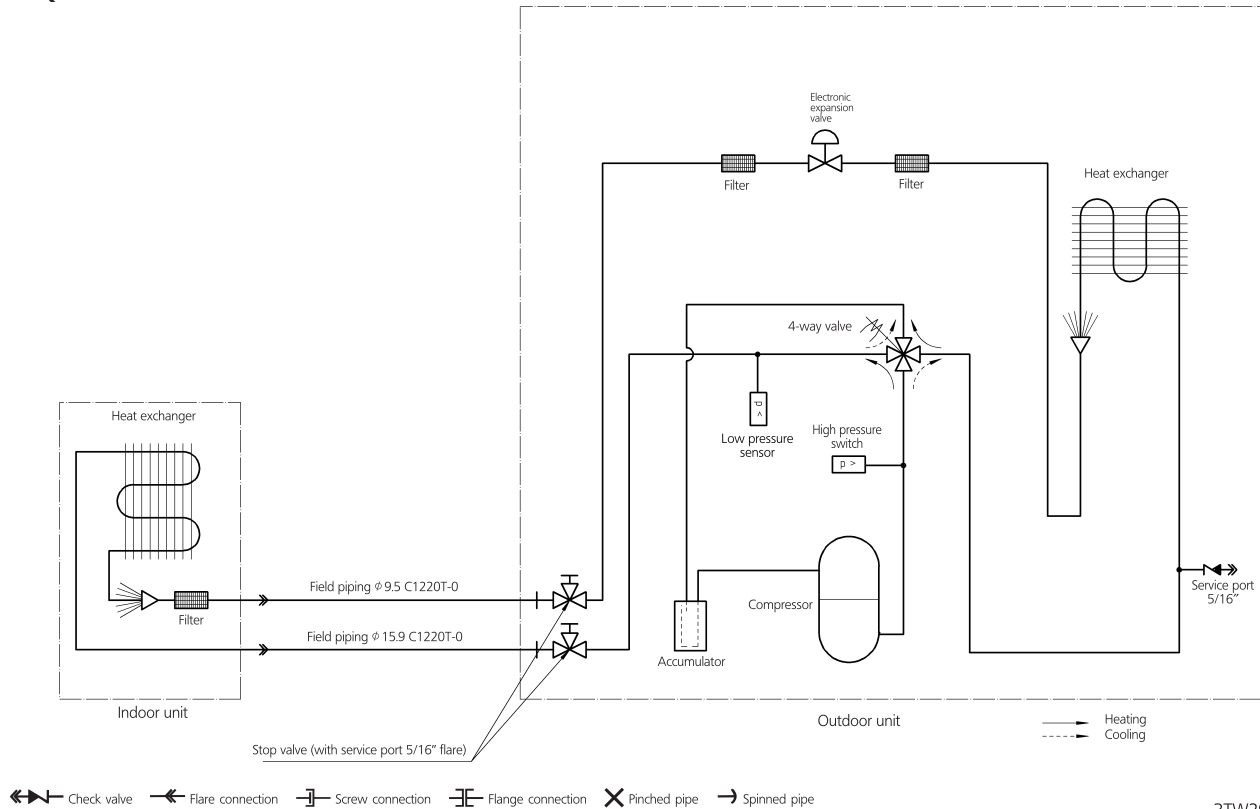 Electronic
expansion
valve
Filter
Filter
Heat exchanger
4-way valve
Low pressure
sensor
High pressure
switch
p <
p >
Heat exchanger
Field piping φ 9.5 C1220T-0
Filter
Field piping φ 15.9 C1220T-0
Compressor
Accumulator
Service port
5/16"
Indoor unit
Outdoor unit
Heating
Cooling
Stop valve (with service port 5/16" flare)
Check valve
Flare connection
Screw connection
Flange connection
Pinched pipe
Spinned pipe